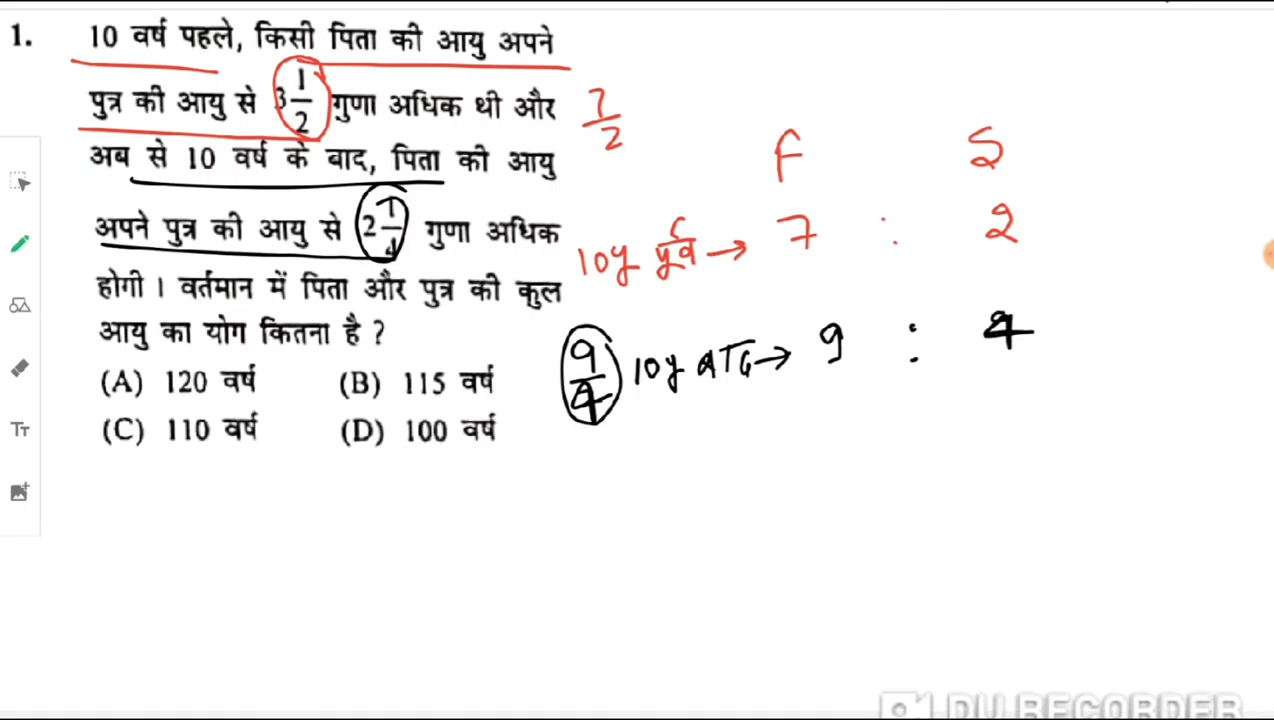 1. 10 वर्ष पहले, किसी पिता की आयु अपने
पुत्र की आयु से 3 1/2 गुणा अधिक थी और
अब से 10 वर्ष के बाद, पिता की आयु
अपने पुत्र की आयु से 2 1/4 गुणा अधिक
होगी। वर्तमान में पिता और पुत्र की कुल
आयु का योग कितना है ?
(A) 120 वर्ष (B) 115 वर्ष
(C) 110 वर्ष (D) 100 वर्ष
7/2
F S
10y पूर्व → 7 : 2
9/4 10y → 9 : 4
Tт
DU RECORDER